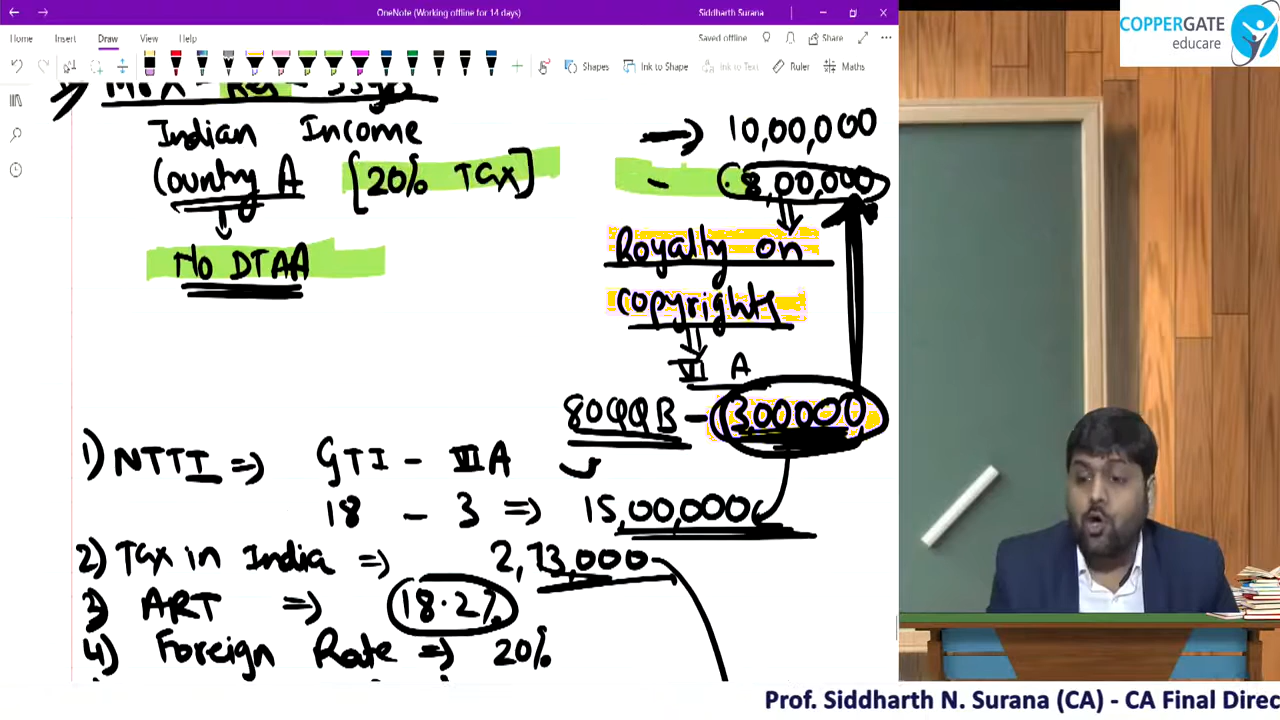 OneNote (Working offline for 14 days)
Siddharth Surana
Home Insert Draw View Help
Saved offline
Share
Shapes
Ink to Shape
Ink to Text
Ruler
Maths
COPPERGATE
educare
Indian Income → 10,00,000
Country A [20% Tax] - 8,00,000
No DTAA
Royalty on
copyrights
VI A
80QQB - 300000
1) NTTI ⇒ GTI - VIA
18 - 3 ⇒ 15,00,000
2) Tax in India ⇒ 2,73,000
3) ART ⇒ 18.2%
4) Foreign Rate ⇒ 20%
Prof. Siddharth N. Surana (CA) - CA Final Direc